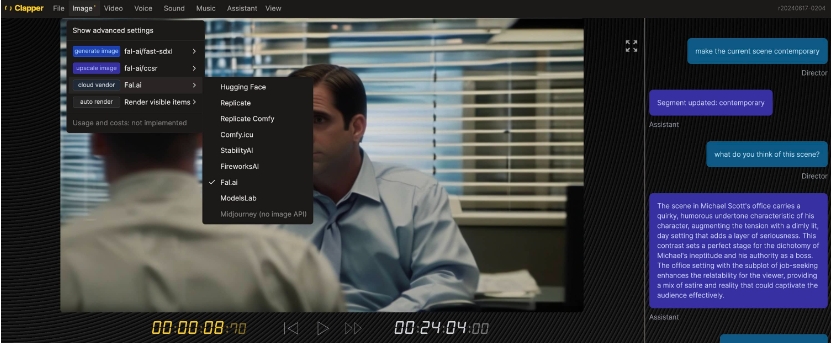 Clapper File Image* Video Voice Sound Music Assistant View r20240617-0204
Show advanced settings
generate image fal-ai/fast-sdxl
upscale image fal-ai/ccsr
cloud vendor Fal.ai
auto render Render visible items
Usage and costs: not implemented
Hugging Face
Replicate
Replicate Comfy
Comfy.icu
StabilityAI
FireworksAI
Fal.ai
ModelsLab
Midjourney (no image API)
00:00:08:70
00:24:04:00
make the current scene contemporary
Director
Segment updated: contemporary
Assistant
what do you think of this scene?
Director
The scene in Michael Scott's office carries a
quirky, humorous undertone characteristic of his
character, augmenting the tension with a dimly lit,
day setting that adds a layer of seriousness. This
contrast sets a perfect stage for the dichotomy of
Michael's ineptitude and his authority as a boss.
The office setting with the subplot of job-seeking
enhances the effectiveness for the viewer, providing
a mix of satire and reality that could captivate the
audience effectively.
Assistant